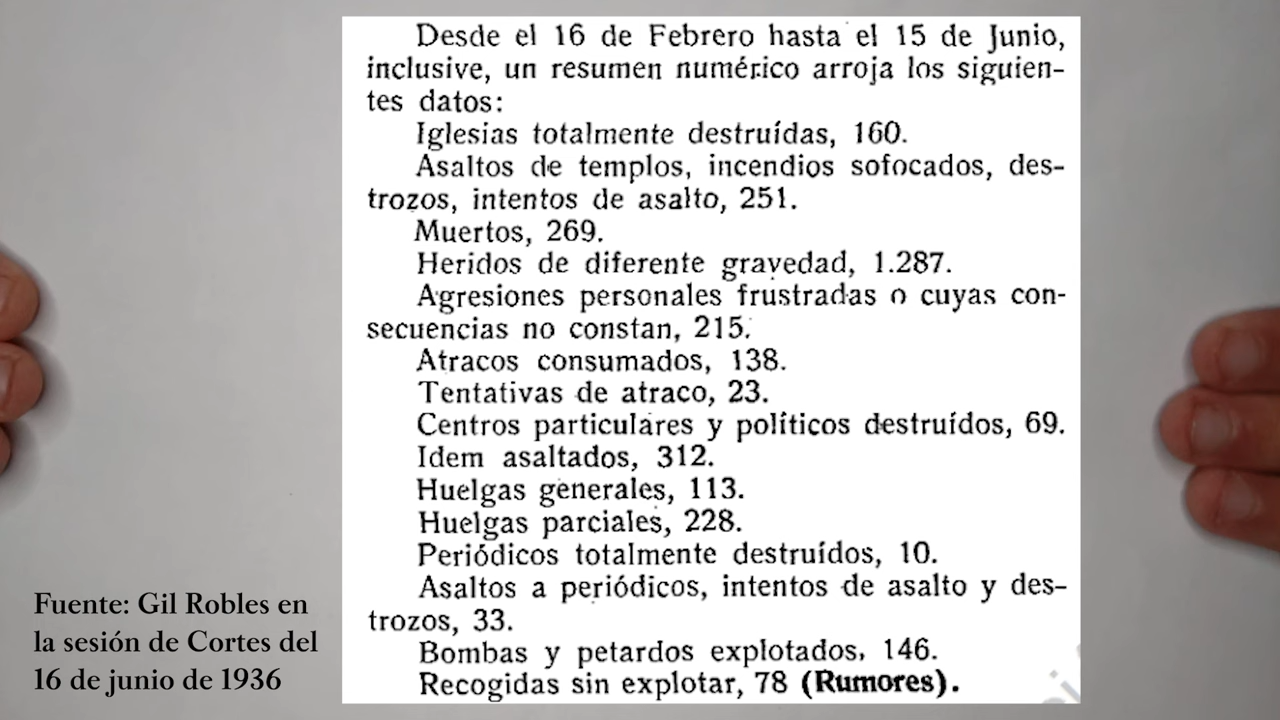 Desde el 16 de Febrero hasta el 15 de Junio,
inclusive, un resumen numérico arroja los siguien-
tes datos:
Iglesias totalmente destruídas, 160.
Asaltos de templos, incendios sofocados, des-
trozos, intentos de asalto, 251.
Muertos, 269.
Heridos de diferente gravedad, 1.287.
Agresiones personales frustradas o cuyas con-
secuencias no constan, 215.
Atracos consumados, 138.
Tentativas de atraco, 23.
Centros particulares y políticos destruídos, 69.
Idem asaltados, 312.
Huelgas generales, 113.
Huelgas parciales, 228.
Periódicos totalmente destruídos, 10.
Asaltos a periódicos, intentos de asalto y des-
trozos, 33.
Bombas y petardos explotados, 146.
Recogidas sin explotar, 78 (Rumores).
Fuente: Gil Robles en
la sesión de Cortes del
16 de junio de 1936